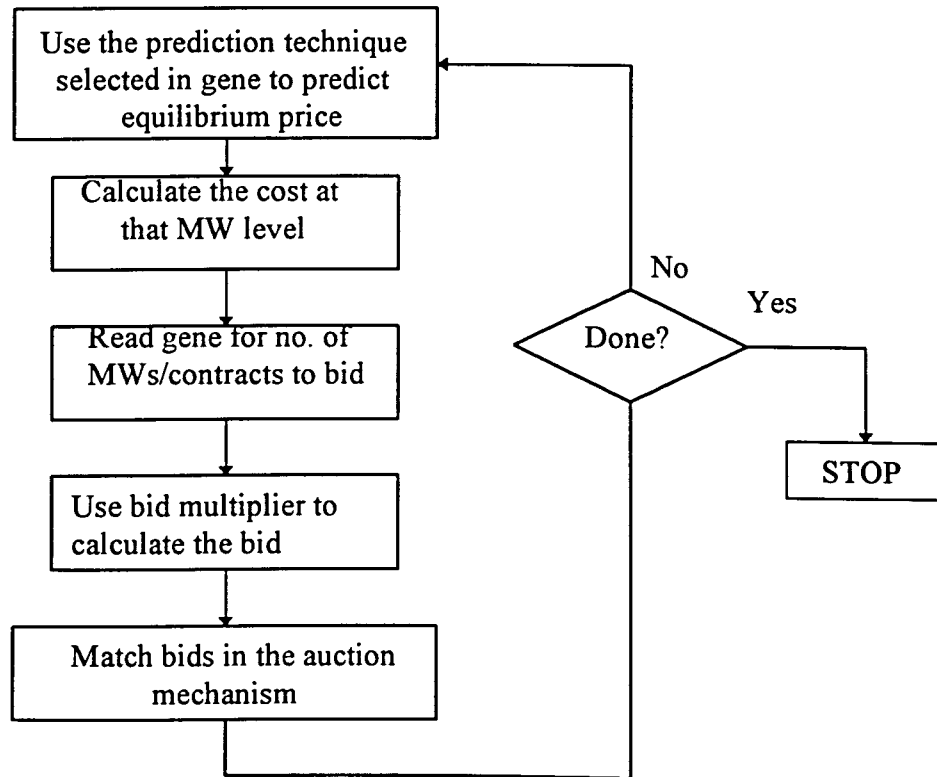 Use the prediction technique
selected in gene to predict
equilibrium price
Calculate the cost at
that MW level
Read gene for no. of
MWs/contracts to bid
Use bid multiplier to
calculate the bid
Match bids in the auction
mechanism
No
Yes
Done?
STOP